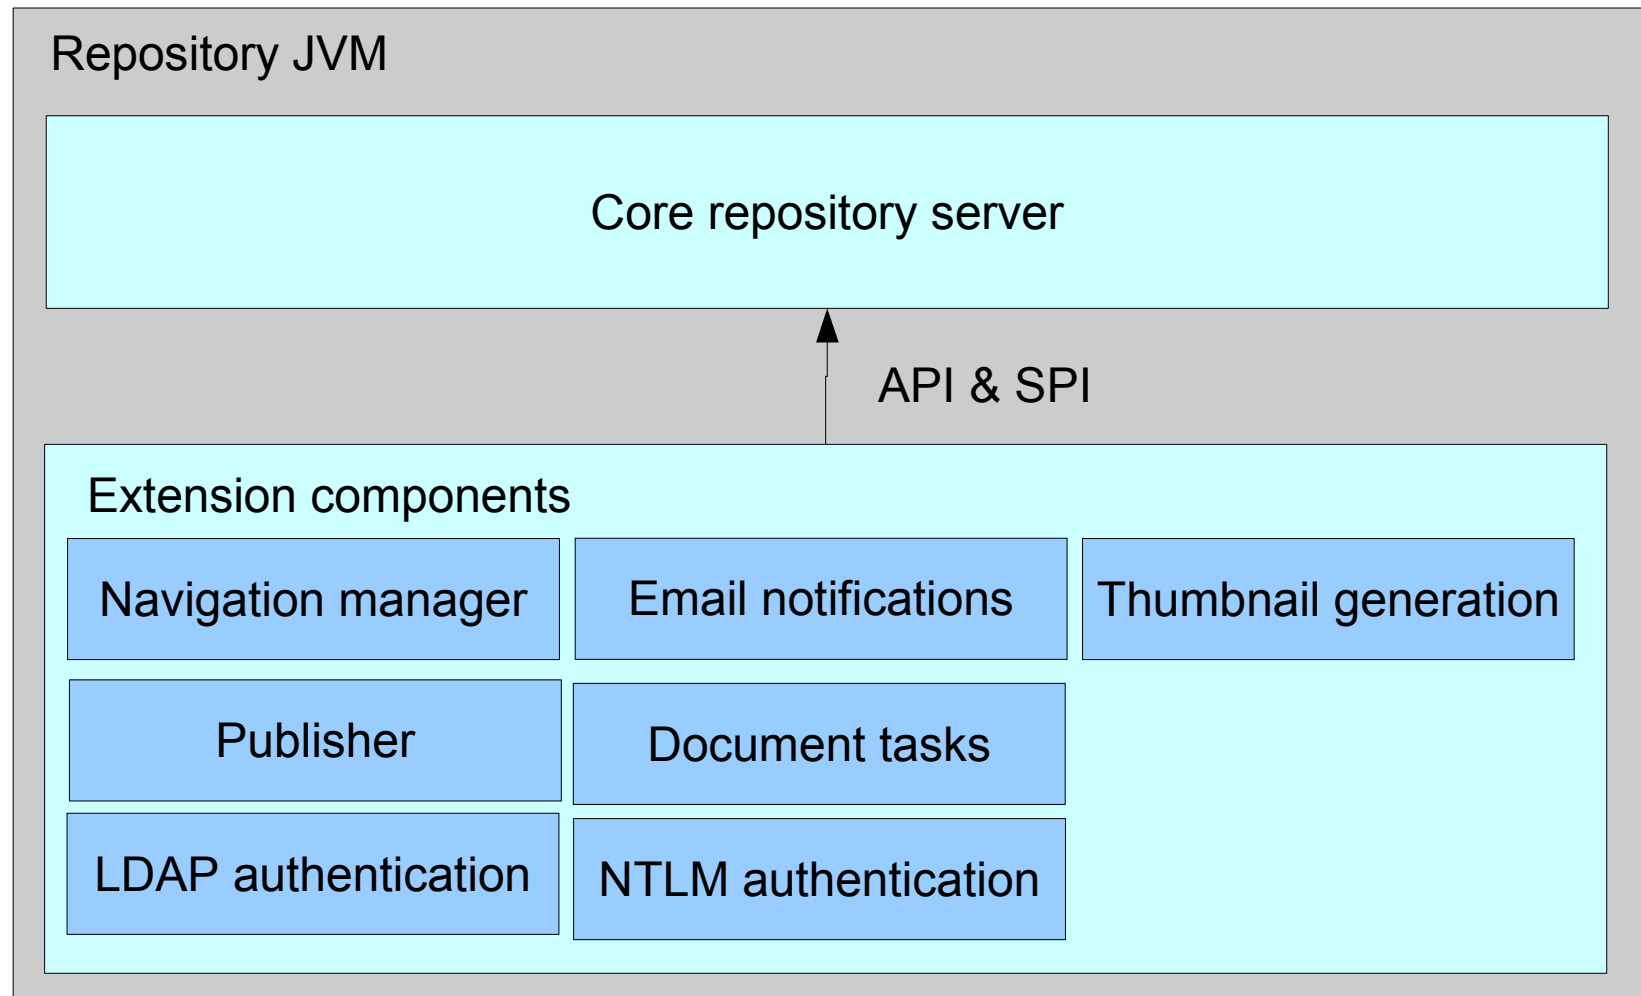 Repository JVM
Core repository server
API & SPI
Extension components
Navigation manager
Email notifications
Thumbnail generation
Publisher
Document tasks
LDAP authentication
NTLM authentication